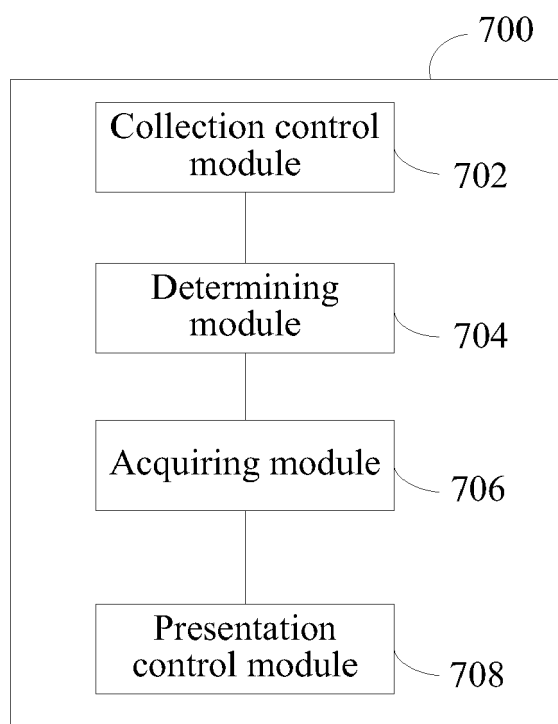 700
Collection control
module
702
Determining
module
704
Acquiring module
706
Presentation
control module
708